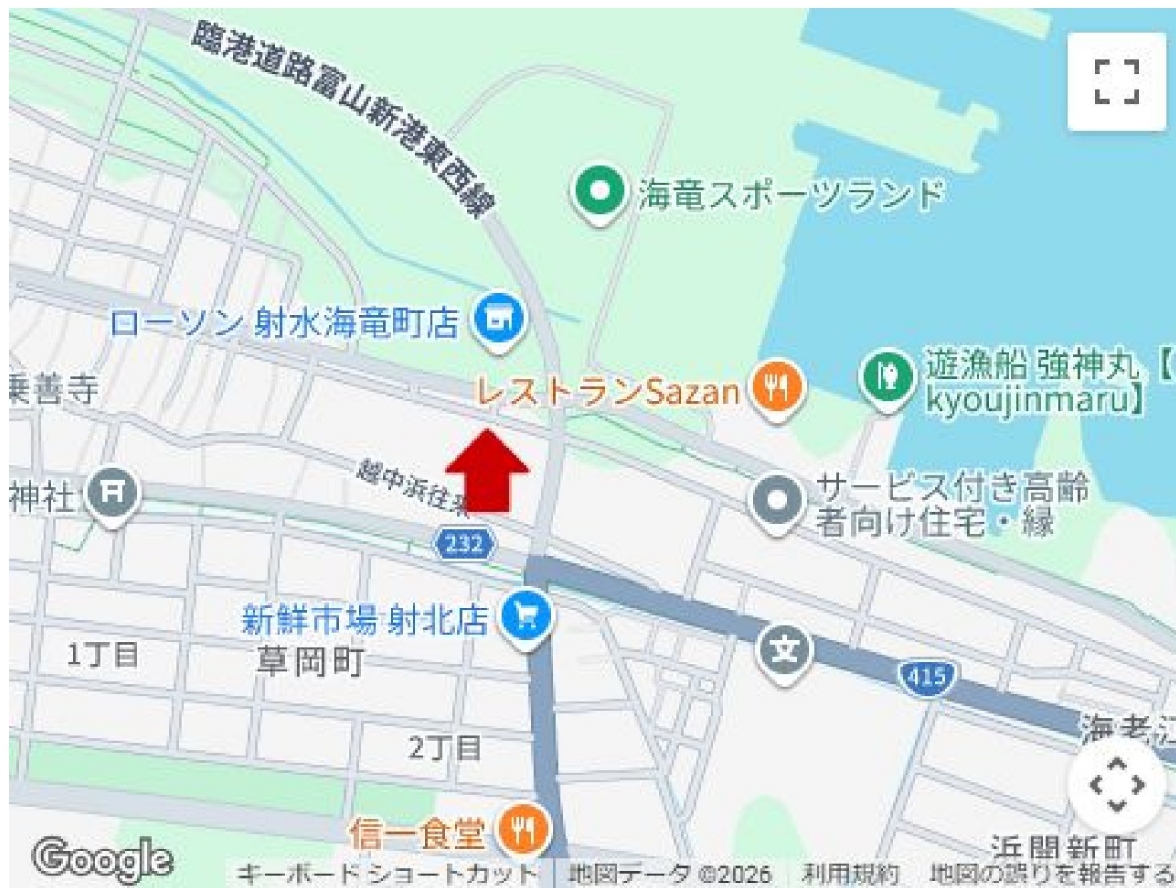 臨港道路富山新港東西線
海竜スポーツランド
ローソン 射水海竜町店
レストランSazan
遊漁船 強神丸【
kyoujinmaru】
乗善寺
越中浜往来
サービス付き高齢
者向け住宅・縁
神社
232
新鮮市場 射北店
1丁目
草岡町
文
415
海老江
2丁目
信一食堂
浜開新町
Google
キーボード ショートカット
地図データ ©2026
利用規約
地図の誤りを報告する